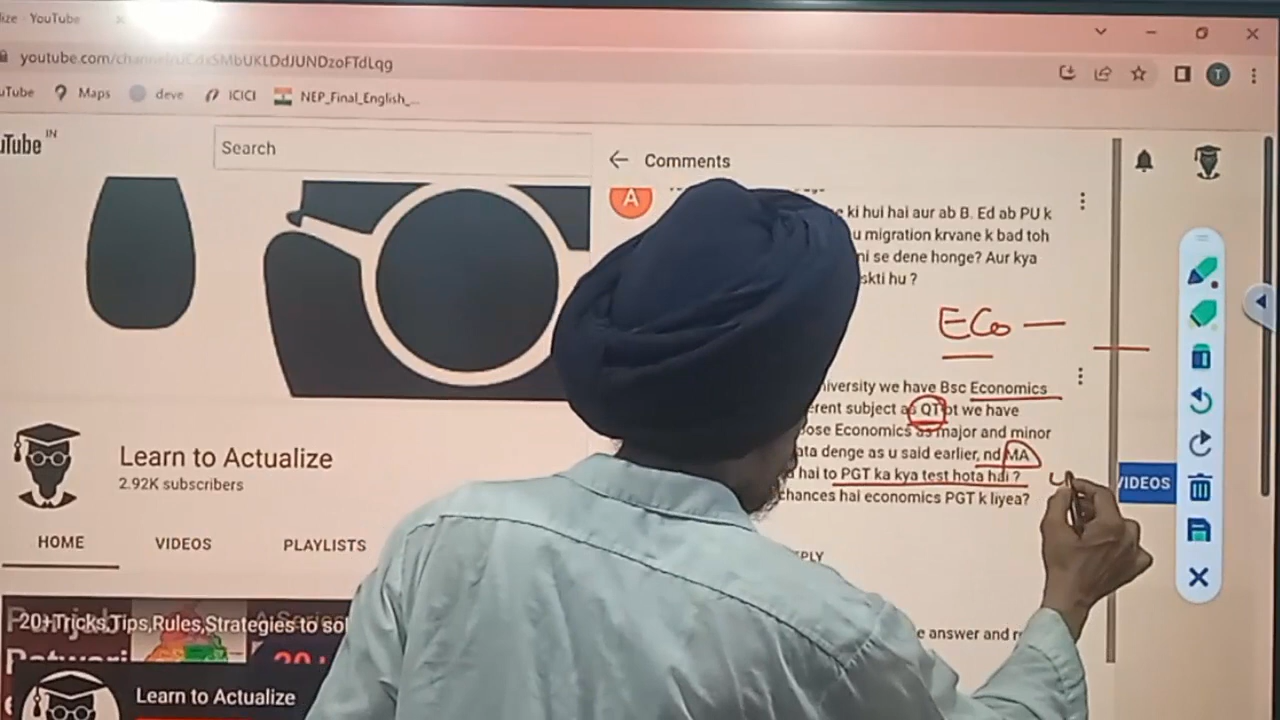 ize - YouTube
youtube.com/channel/
uTube Maps deve ICICI NEP_Final_English_...
uTube IN
Search
Comments
A
ki hui hai aur ab B. Ed ab PU k
u migration krvane k bad toh
se dene honge? Aur kya
skti hu ?
ECo —
iversity we have Bsc Economics
erent subject as QT bt we have
ose Economics as major and minor
ata denge as u said earlier, nd MA
hai to PGT ka kya test hota hai ?
chances hai economics PGT k liyea?
PLY
e answer and
Learn to Actualize
2.92K subscribers
VIDEOS
HOME VIDEOS PLAYLISTS
20+Tricks,Tips,Rules,Strategies to sol
Learn to Actualize
T